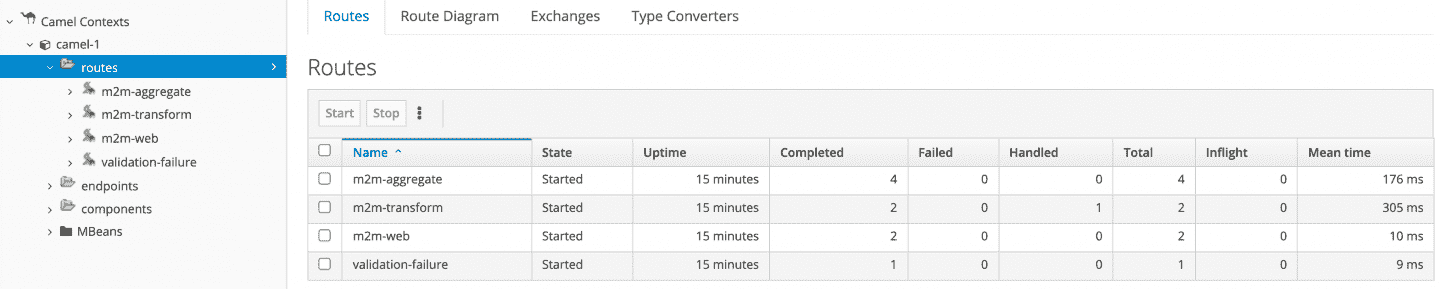 Camel Contexts
camel-1
routes
m2m-aggregate
m2m-transform
m2m-web
validation-failure
endpoints
components
MBeans
Routes Route Diagram Exchanges Type Converters
Routes
Start Stop
Name State Uptime Completed Failed Handled Total Inflight Mean time
m2m-aggregate Started 15 minutes 4 0 0 4 0 176 ms
m2m-transform Started 15 minutes 2 0 1 2 0 305 ms
m2m-web Started 15 minutes 2 0 0 2 0 10 ms
validation-failure Started 15 minutes 1 0 0 1 0 9 ms